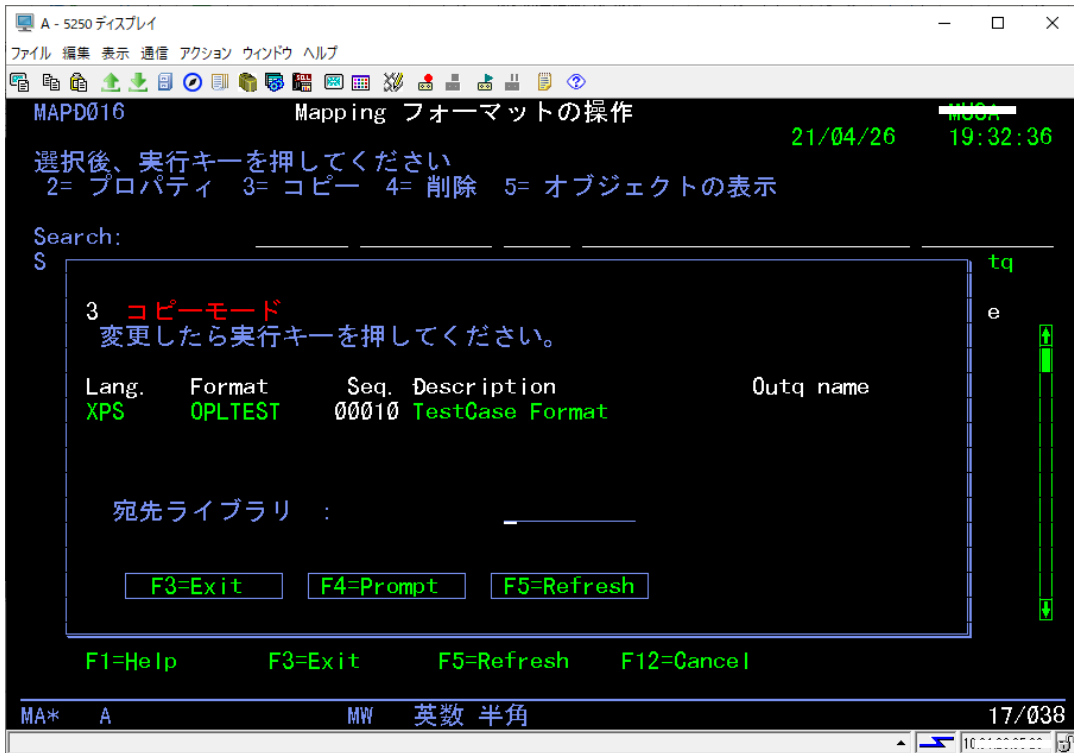 A - 5250 ディスプレイ
ファイル 編集 表示 通信 アクション ウィンドウ ヘルプ
MAPD016 Mapping フォーマットの操作
21/04/26 19:32:36
選択後、実行キーを押してください
2= プロパティ 3= コピー 4= 削除 5= オブジェクトの表示
Search:
S tq
3 コピーモード e
変更したら実行キーを押してください。
Lang. Format Seq. Description Outq name
XPS OPLTEST 00010 TestCase Format
宛先ライブラリ :
F3=Exit F4=Prompt F5=Refresh
F1=Help F3=Exit F5=Refresh F12=Cancel
MA* A MW 英数 半角 17/038